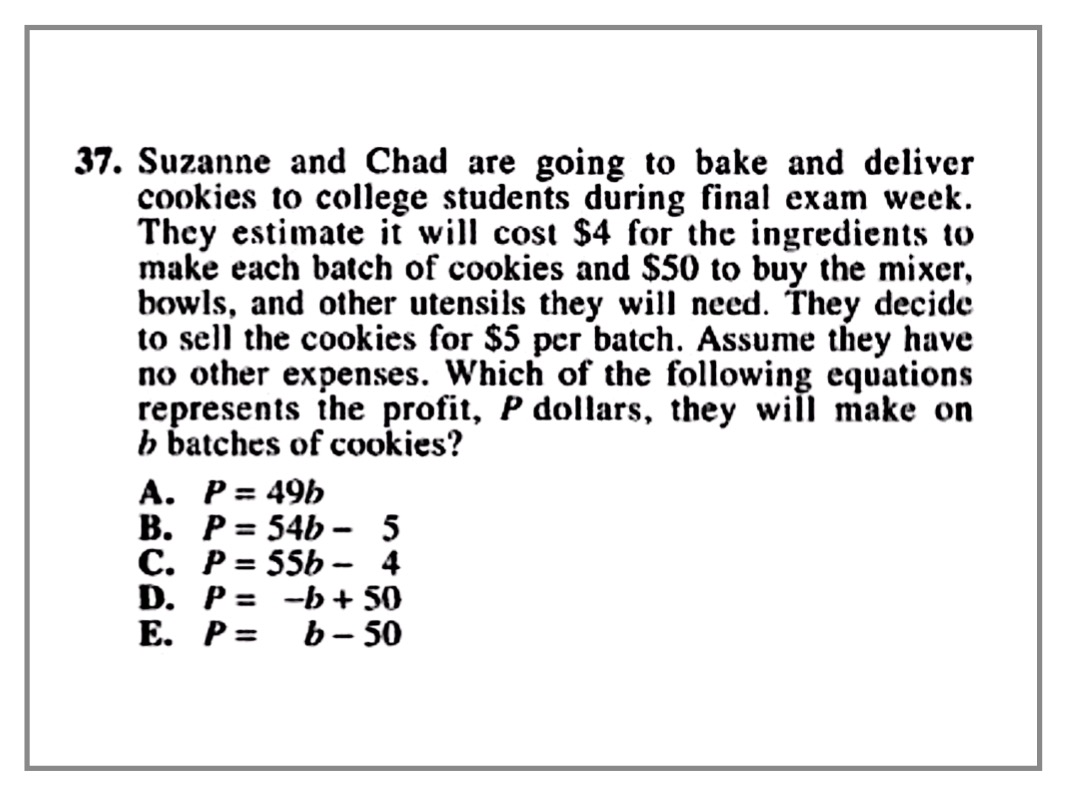 37. Suzanne and Chad are going to bake and deliver
cookies to college students during final exam week.
They estimate it will cost $4 for the ingredients to
make each batch of cookies and $50 to buy the mixer,
bowls, and other utensils they will need. They decide
to sell the cookies for $5 per batch. Assume they have
no other expenses. Which of the following equations
represents the profit, P dollars, they will make on
b batches of cookies?
A. P = 49b
B. P = 54b – 5
C. P = 55b – 4
D. P = –b + 50
E. P = b – 50